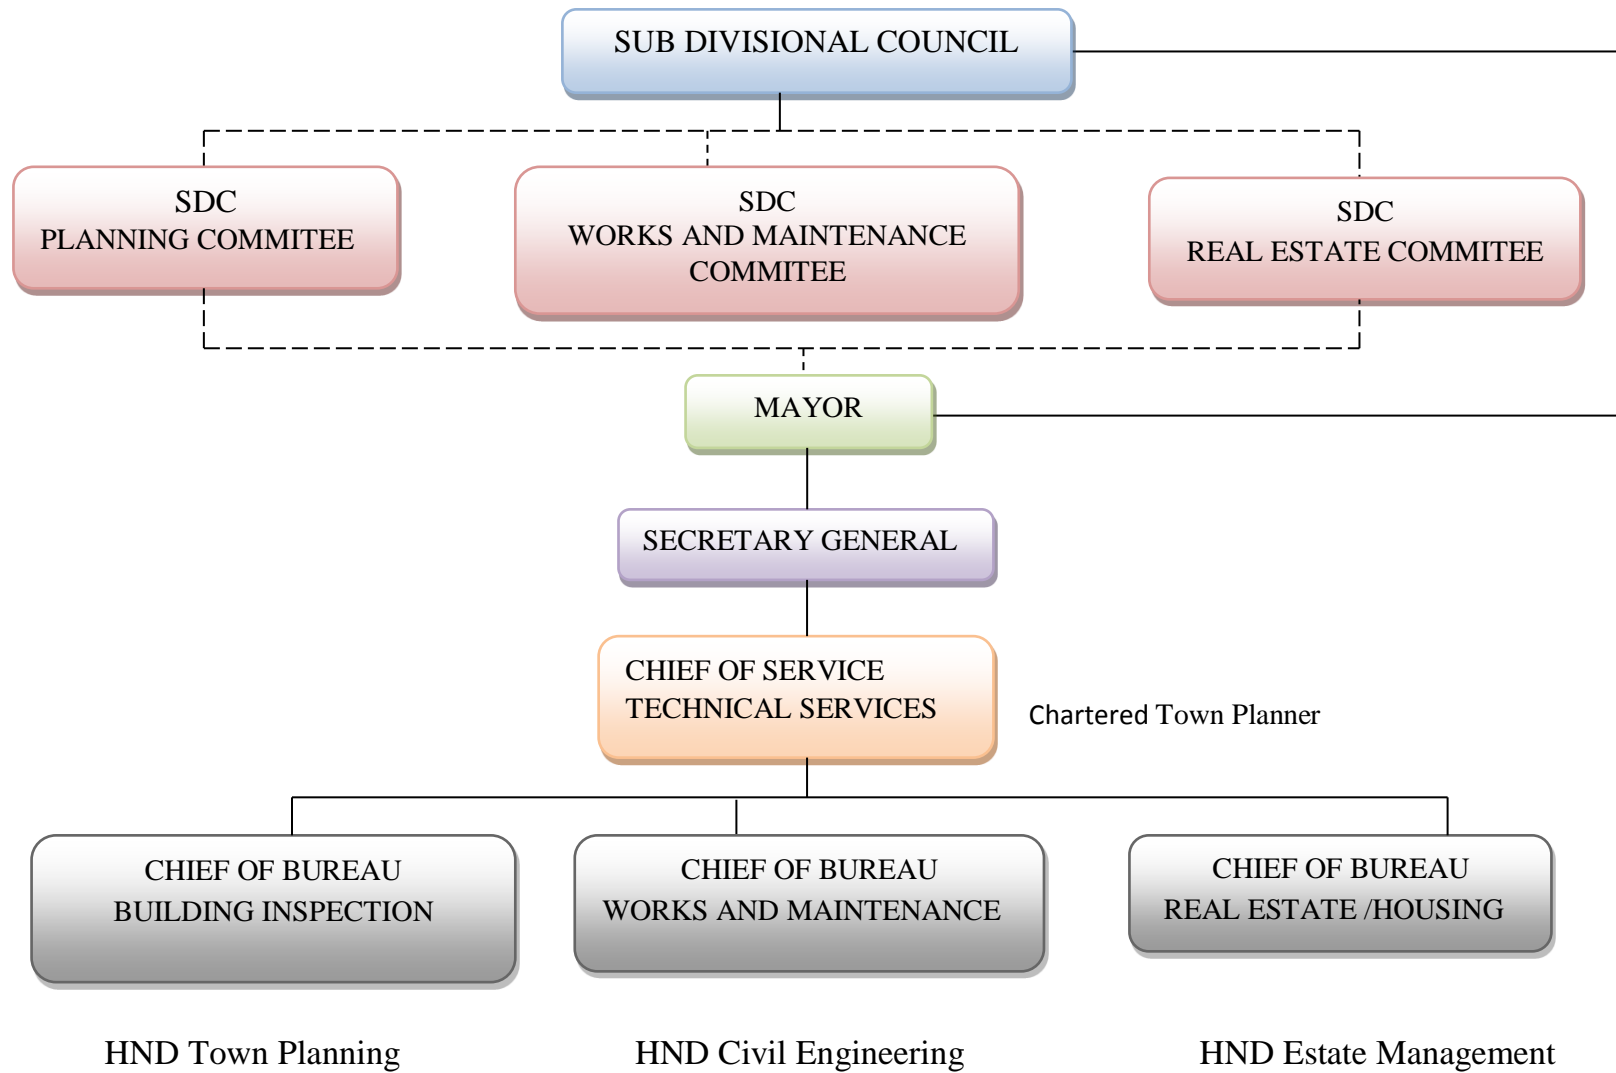 SUB DIVISIONAL COUNCIL
SDC
PLANNING COMMITEE
SDC
WORKS AND MAINTENANCE
COMMITEE
SDC
REAL ESTATE COMMITEE
MAYOR
SECRETARY GENERAL
CHIEF OF SERVICE
TECHNICAL SERVICES
Chartered Town Planner
CHIEF OF BUREAU
BUILDING INSPECTION
CHIEF OF BUREAU
WORKS AND MAINTENANCE
CHIEF OF BUREAU
REAL ESTATE /HOUSING
HND Town Planning
HND Civil Engineering
HND Estate Management